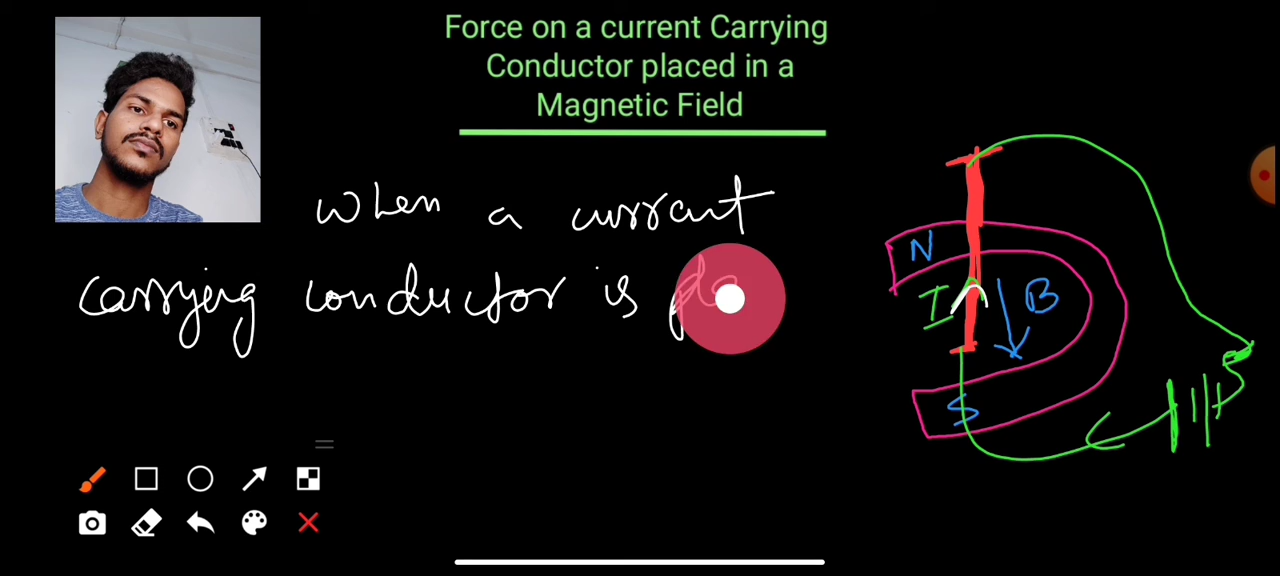 Force on a current Carrying
Conductor placed in a
Magnetic Field
when a currant
carrying conductor is
N
I
B
S